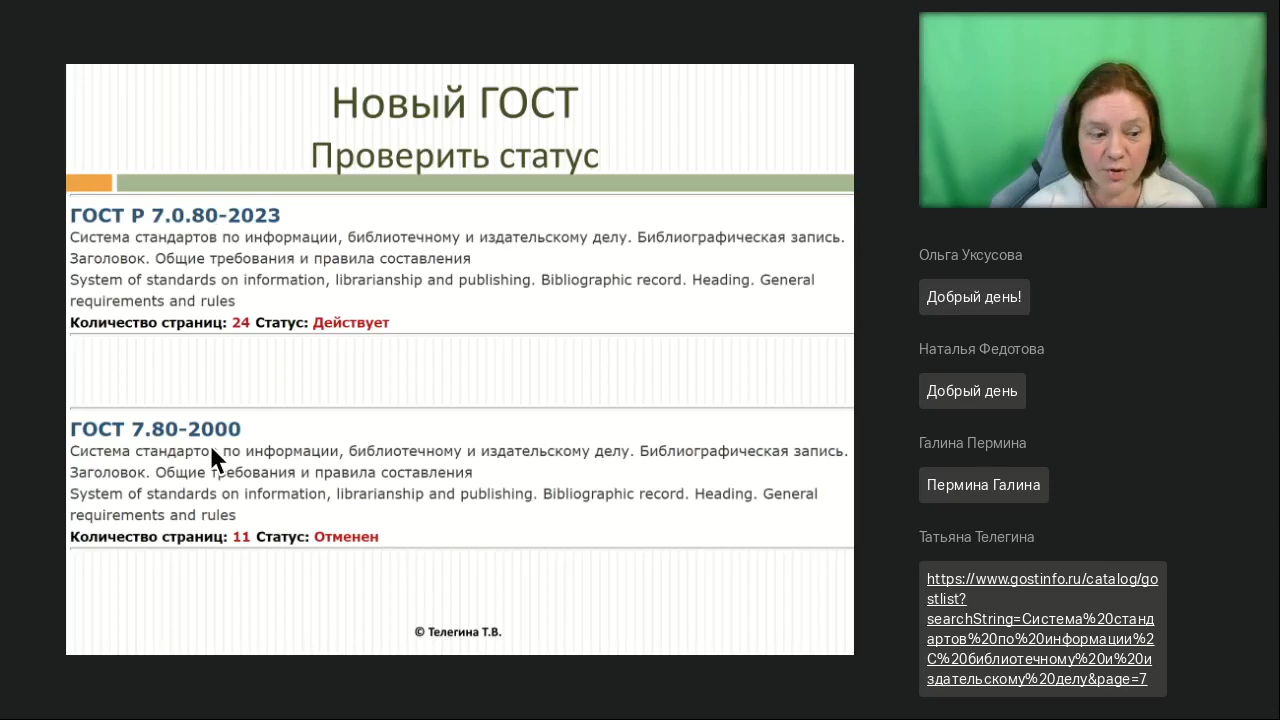 Новый ГОСТ
Проверить статус
ГОСТ Р 7.0.80-2023
Система стандартов по информации, библиотечному и издательскому делу. Библиографическая запись.
Заголовок. Общие требования и правила составления
System of standards on information, librarianship and publishing. Bibliographic record. Heading. General
requirements and rules
Количество страниц: 24 Статус: Действует
ГОСТ 7.80-2000
Система стандартов по информации, библиотечному и издательскому делу. Библиографическая запись.
Заголовок. Общие требования и правила составления
System of standards on information, librarianship and publishing. Bibliographic record. Heading. General
requirements and rules
Количество страниц: 11 Статус: Отменен
© Телегина Т.В.
Ольга Уксусова
Добрый день!
Наталья Федотова
Добрый день
Галина Пермина
Пермина Галина
Татьяна Телегина
https://www.gostinfo.ru/catalog/go
stlist?
searchString=Система%20станд
артов%20по%20информации%2
C%20библиотечному%20и%20и
здательскому%20делу&page=7